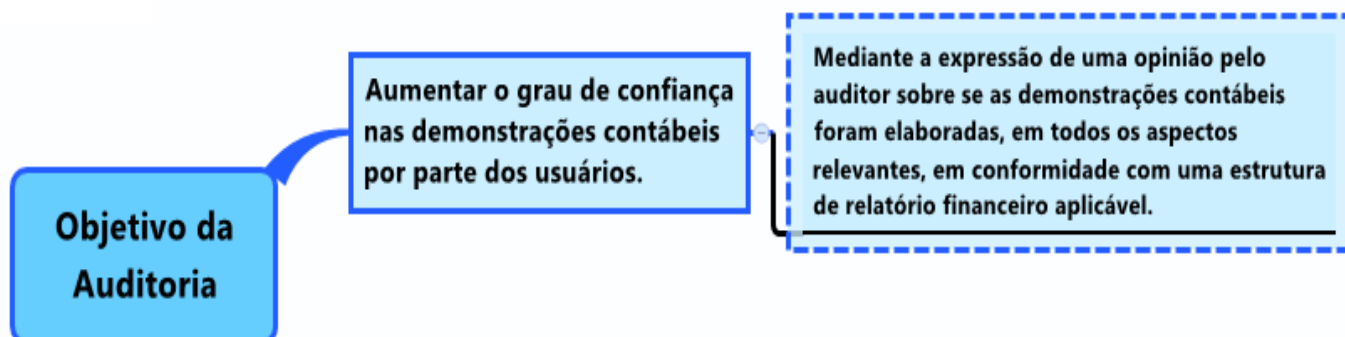 Objetivo da
Auditoria
Aumentar o grau de confiança
nas demonstrações contábeis
por parte dos usuários.
Mediante a expressão de uma opinião pelo
auditor sobre se as demonstrações contábeis
foram elaboradas, em todos os aspectos
relevantes, em conformidade com uma estrutura
de relatório financeiro aplicável.